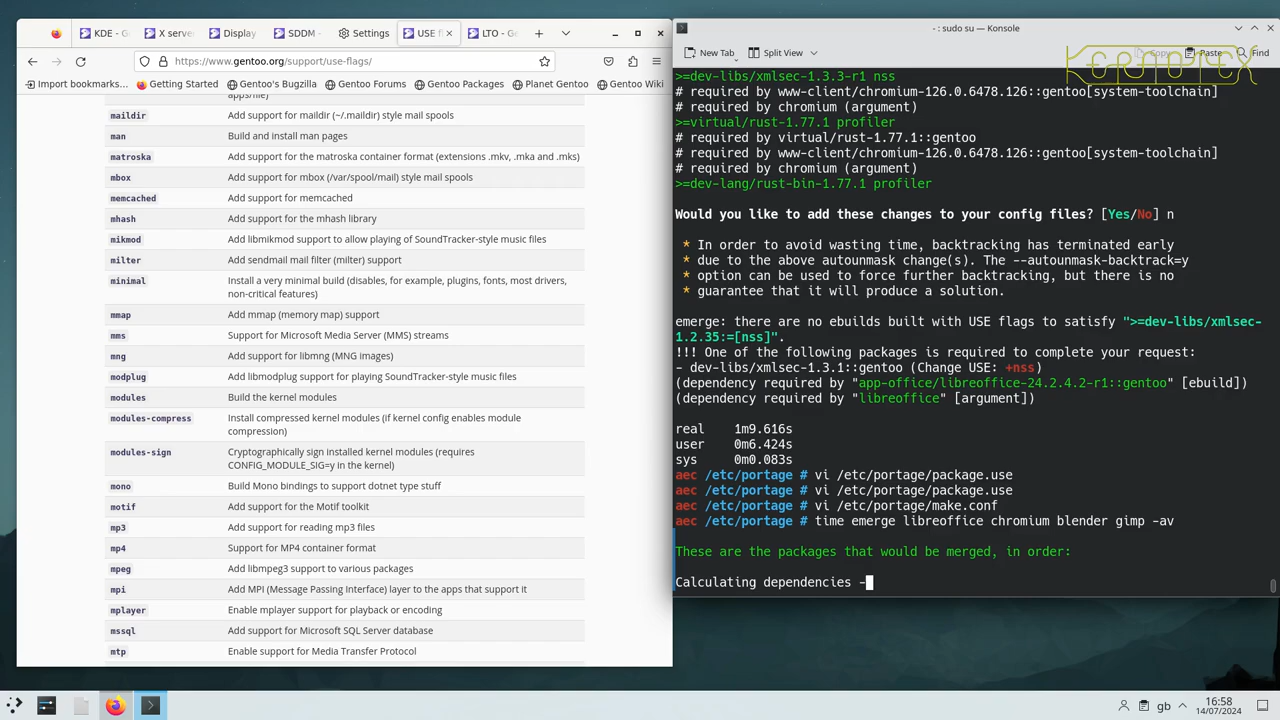 KDE - G
X serve
Display
SDDM -
Settings
USE f
LTO - Ge
https://www.gentoo.org/support/use-flags/
Import bookmarks...
Getting Started
Gentoo's Bugzilla
Gentoo Forums
Gentoo Packages
Planet Gentoo
Gentoo Wiki
appsfile)
maildir Add support for maildir (~/.maildir) style mail spools
man Build and install man pages
matroska Add support for the matroska container format (extensions .mkv, .mka and .mks)
mbox Add support for mbox (/var/spool/mail) style mail spools
memcached Add support for memcached
mhash Add support for the mhash library
mikmod Add libmikmod support to allow playing of SoundTracker-style music files
milter Add sendmail mail filter (milter) support
minimal Install a very minimal build (disables, for example, plugins, fonts, most drivers,
non-critical features)
mmap Add mmap (memory map) support
mms Support for Microsoft Media Server (MMS) streams
mng Add support for libmng (MNG images)
modplug Add libmodplug support for playing SoundTracker-style music files
modules Build the kernel modules
modules-compress Install compressed kernel modules (if kernel config enables module
compression)
modules-sign Cryptographically sign installed kernel modules (requires
CONFIG_MODULE_SIG=y in the kernel)
mono Build Mono bindings to support dotnet type stuff
motif Add support for the Motif toolkit
mp3 Add support for reading mp3 files
mp4 Support for MP4 container format
mpeg Add libmpeg3 support to various packages
mpi Add MPI (Message Passing Interface) layer to the apps that support it
mplayer Enable mplayer support for playback or encoding
mssql Add support for Microsoft SQL Server database
mtp Enable support for Media Transfer Protocol
- : sudo su — Konsole
New Tab
Split View
Copy
Paste
Find
KERNOTEX
>=dev-libs/xmlsec-1.3.3-r1 nss
# required by www-client/chromium-126.0.6478.126::gentoo[system-toolchain]
# required by chromium (argument)
>=virtual/rust-1.77.1 profiler
# required by virtual/rust-1.77.1::gentoo
# required by www-client/chromium-126.0.6478.126::gentoo[system-toolchain]
# required by chromium (argument)
>=dev-lang/rust-bin-1.77.1 profiler
Would you like to add these changes to your config files? [Yes/No] n
* In order to avoid wasting time, backtracking has terminated early
* due to the above autounmask change(s). The --autounmask-backtrack=y
* option can be used to force further backtracking, but there is no
* guarantee that it will produce a solution.
emerge: there are no ebuilds built with USE flags to satisfy ">=dev-libs/xmlsec-
1.2.35:=[nss]".
!!! One of the following packages is required to complete your request:
- dev-libs/xmlsec-1.3.1::gentoo (Change USE: +nss)
(dependency required by "app-office/libreoffice-24.2.4.2-r1::gentoo" [ebuild])
(dependency required by "libreoffice" [argument])
real 1m9.616s
user 0m6.424s
sys 0m0.083s
aec /etc/portage # vi /etc/portage/package.use
aec /etc/portage # vi /etc/portage/package.use
aec /etc/portage # vi /etc/portage/make.conf
aec /etc/portage # time emerge libreoffice chromium blender gimp -av
These are the packages that would be merged, in order:
Calculating dependencies -
gb
16:58
14/07/2024